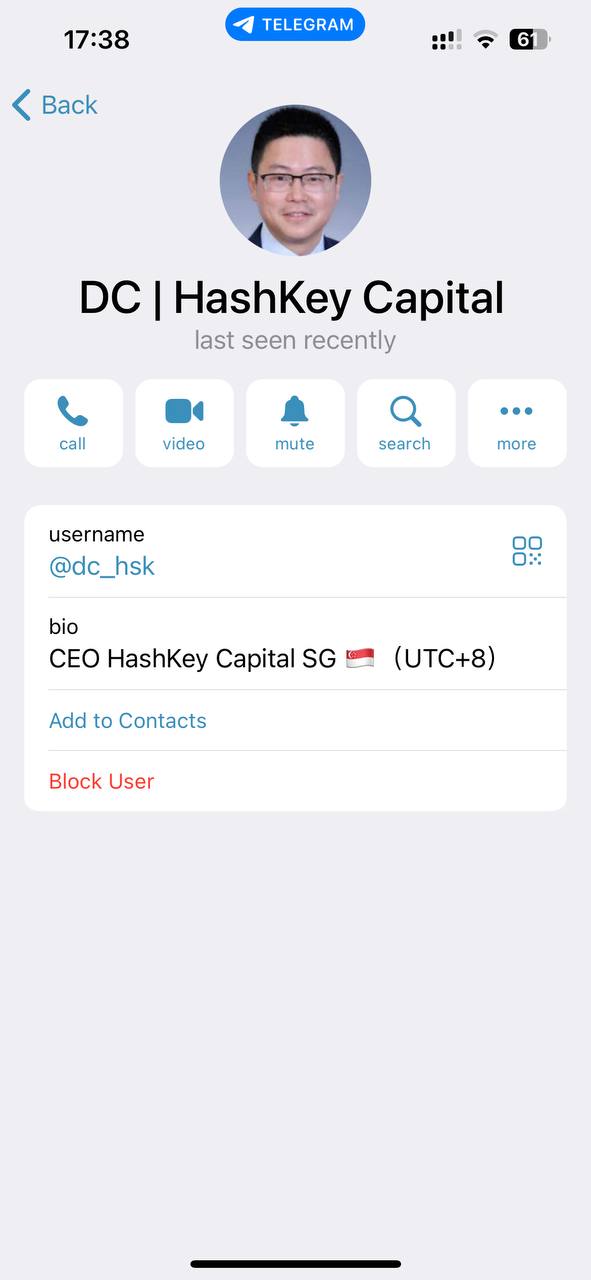 17:38
TELEGRAM
61
Back
DC | HashKey Capital
last seen recently
call
video
mute
search
more
username
@dc_hsk
bio
CEO HashKey Capital SG 🇸🇬 （UTC+8）
Add to Contacts
Block User